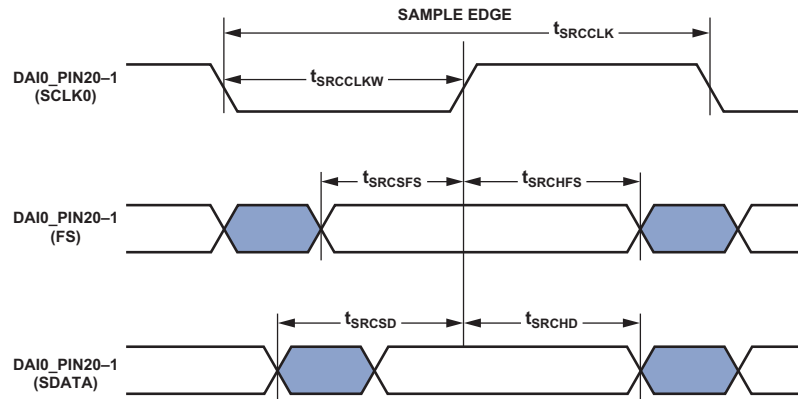 SAMPLE EDGE
tSRCCLK
DAI0_PIN20–1
(SCLK0)
tSRCCLKW
tSRCSFS
tSRCHFS
DAI0_PIN20–1
(FS)
tSRCSD
tSRCHD
DAI0_PIN20–1
(SDATA)